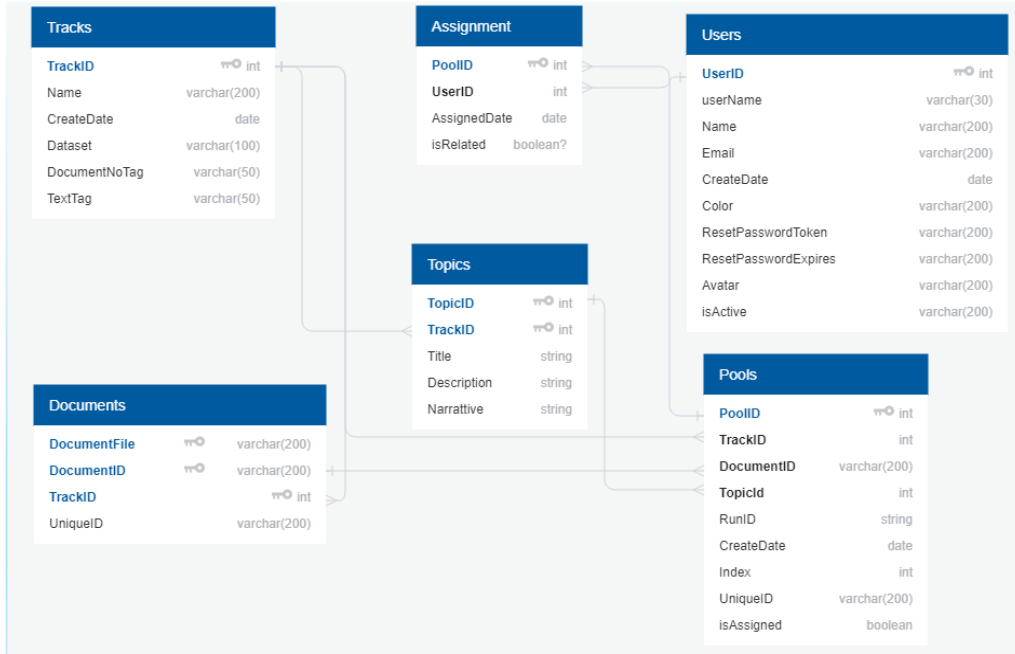 Tracks
TrackID int
Name varchar(200)
CreateDate date
Dataset varchar(100)
DocumentNoTag varchar(50)
TextTag varchar(50)
Assignment
PoolID int
UserID int
AssignedDate date
isRelated boolean?
Users
UserID int
userName varchar(30)
Name varchar(200)
Email varchar(200)
CreateDate date
Color varchar(200)
ResetPasswordToken varchar(200)
ResetPasswordExpires varchar(200)
Avatar varchar(200)
isActive varchar(200)
Topics
TopicID int
TrackID int
Title string
Description string
Narrattive string
Documents
DocumentFile varchar(200)
DocumentID varchar(200)
TrackID int
UniqueID varchar(200)
Pools
PoolID int
TrackID int
DocumentID varchar(200)
TopicId int
RunID string
CreateDate date
Index int
UniqueID varchar(200)
isAssigned boolean